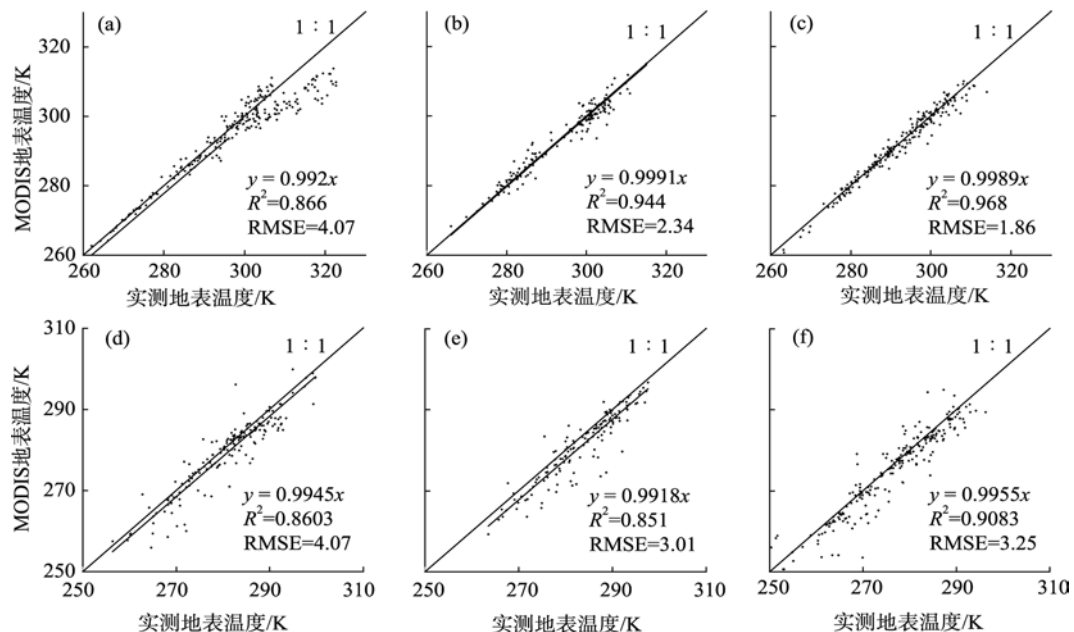 (a)
1 : 1
330
320
310
300
290
280
270
260
MODIS地表温度/K
y = 0.992x
R²=0.866
RMSE=4.07
260 280 300 320
实测地表温度/K
(b)
1 : 1
y = 0.9991x
R²=0.944
RMSE=2.34
260 280 300 320
实测地表温度/K
(c)
1 : 1
y = 0.9989x
R²=0.968
RMSE=1.86
260 280 300 320
实测地表温度/K
(d)
1 : 1
310
290
270
250
MODIS地表温度/K
y = 0.9945x
R²=0.8603
RMSE=4.07
250 270 290 310
实测地表温度/K
(e)
1 : 1
y = 0.9918x
R²=0.851
RMSE=3.01
250 270 290 310
实测地表温度/K
(f)
1 : 1
y = 0.9955x
R²=0.9083
RMSE=3.25
250 270 290 310
实测地表温度/K